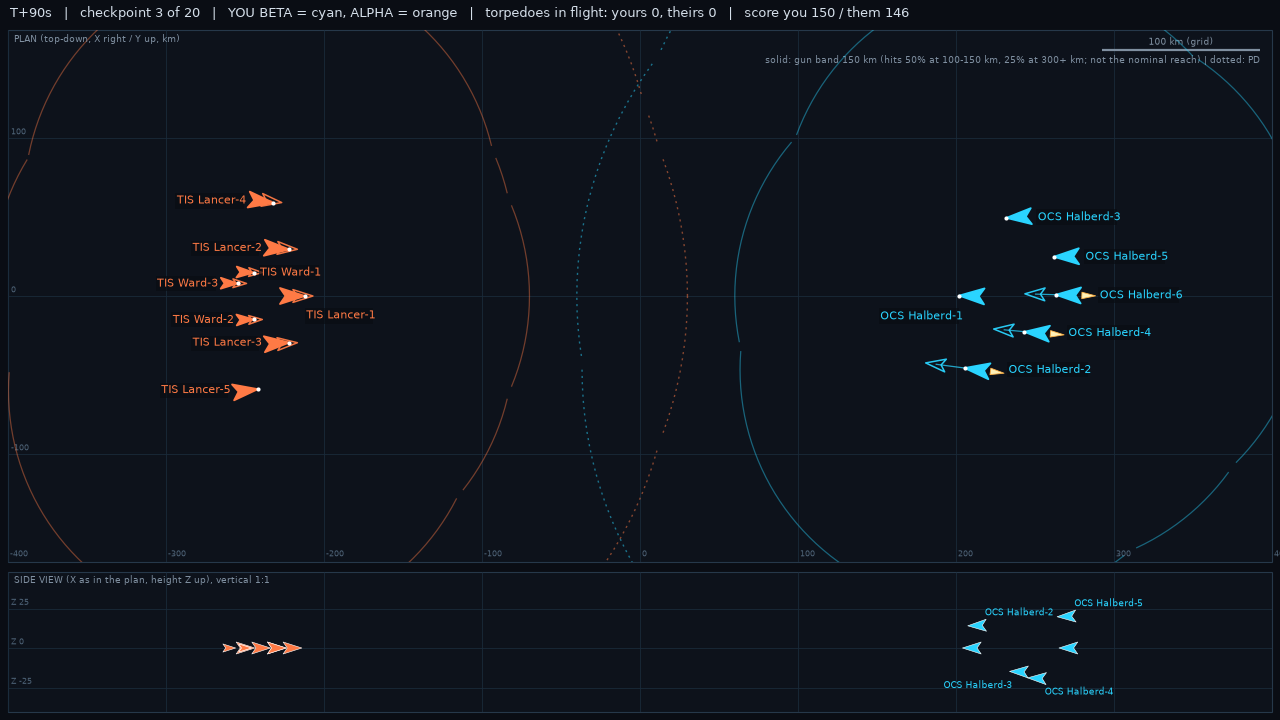 T+90s | checkpoint 3 of 20 | YOU BETA = cyan, ALPHA = orange | torpedoes in flight: yours 0, theirs 0 | score you 150 / them 146
PLAN (top-down, X right / Y up, km)
100 km (grid)
solid: gun band 150 km (hits 50% at 100-150 km, 25% at 300+ km; not the nominal reach) | dotted: PD
100
TIS Lancer-4
OCS Halberd-3
TIS Lancer-2
OCS Halberd-5
TIS Ward-1
TIS Ward-3
0
OCS Halberd-6
TIS Lancer-1
OCS Halberd-1
TIS Ward-2
OCS Halberd-4
TIS Lancer-3
OCS Halberd-2
TIS Lancer-5
-100
-400
-300
-200
-100
0
100
200
300
SIDE VIEW (X as in the plan, height Z up), vertical 1:1
Z 25
OCS Halberd-5
OCS Halberd-2
Z 0
Z -25
OCS Halberd-3
OCS Halberd-4